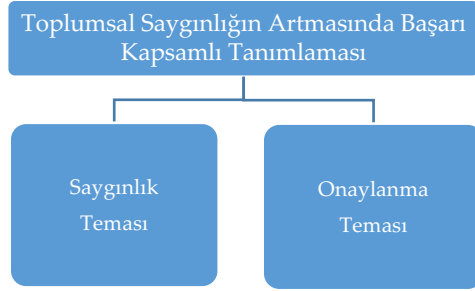 Toplumsal Saygınlığın Artmasında Başarı
Kapsamlı Tanımlaması
Saygınlık
Teması
Onaylanma
Teması